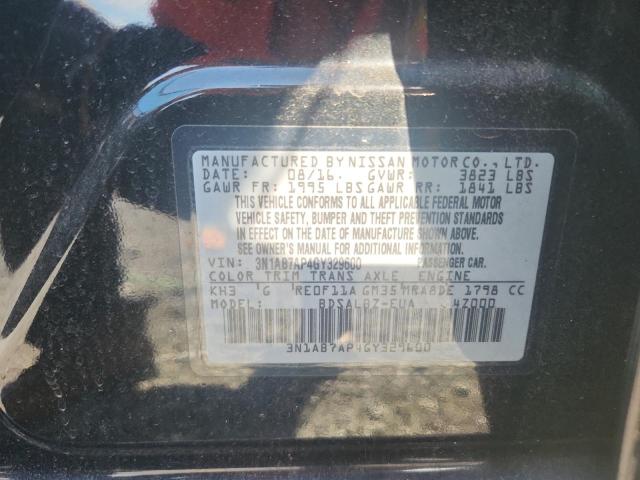 MANUFACTURED BY NISSAN MOTOR CO., LTD.
DATE: 08/16. GVWR: 3823 LBS
GAWR FR: 1995 LBS GAWR RR: 1841 LBS
THIS VEHICLE CONFORMS TO ALL APPLICABLE FEDERAL MOTOR
VEHICLE SAFETY, BUMPER AND THEFT PREVENTION STANDARDS
IN EFFECT ON THE DATE OF MANUFACTURE SHOWN ABOVE.
SEE OWNER'S MANUAL FOR ADDITIONAL INFORMATION.
VIN: 3N1AB7AP4GY329600 PASSENGER CAR.
COLOR TRIM TRANS AXLE ENGINE
KH3 G RE0F11A GM35 MRA8DE 1798 CC
MODEL: BDSALBZ-EUA 4Z000
3N1AB7AP4GY329600